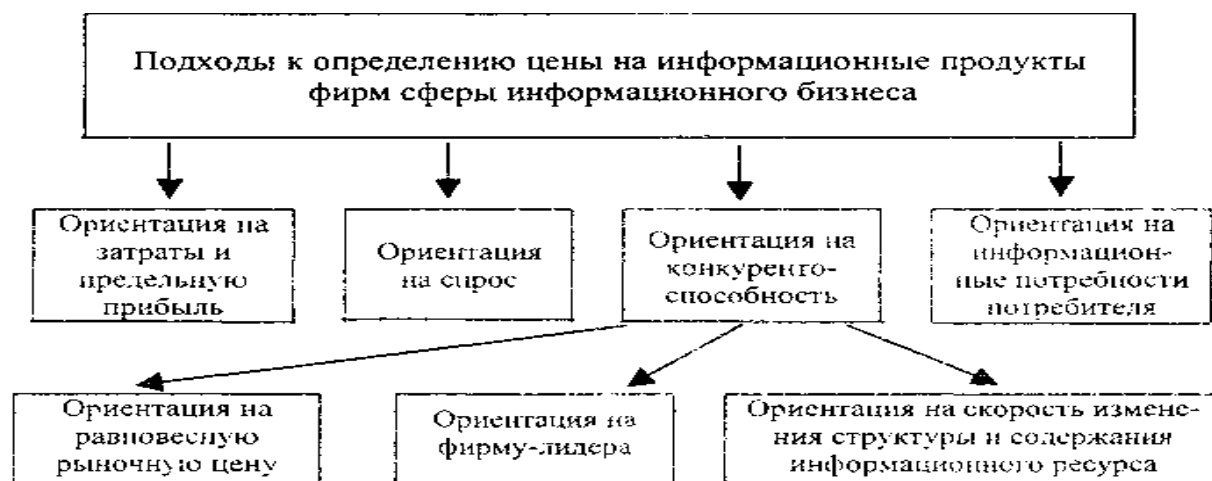 Подходы к определению цены на информационные продукты
фирм сферы информационного бизнеса
Ориентация на
затраты и
предельную
прибыль
Ориентация
на спрос
Ориентация на
конкуренто-
способность
Ориентация на
информацион-
ные потребности
потребителя
Ориентация на
равновесную
рыночную цену
Ориентация на
фирму-лидера
Ориентация на скорость измене-
ния структуры и содержания
информационного ресурса